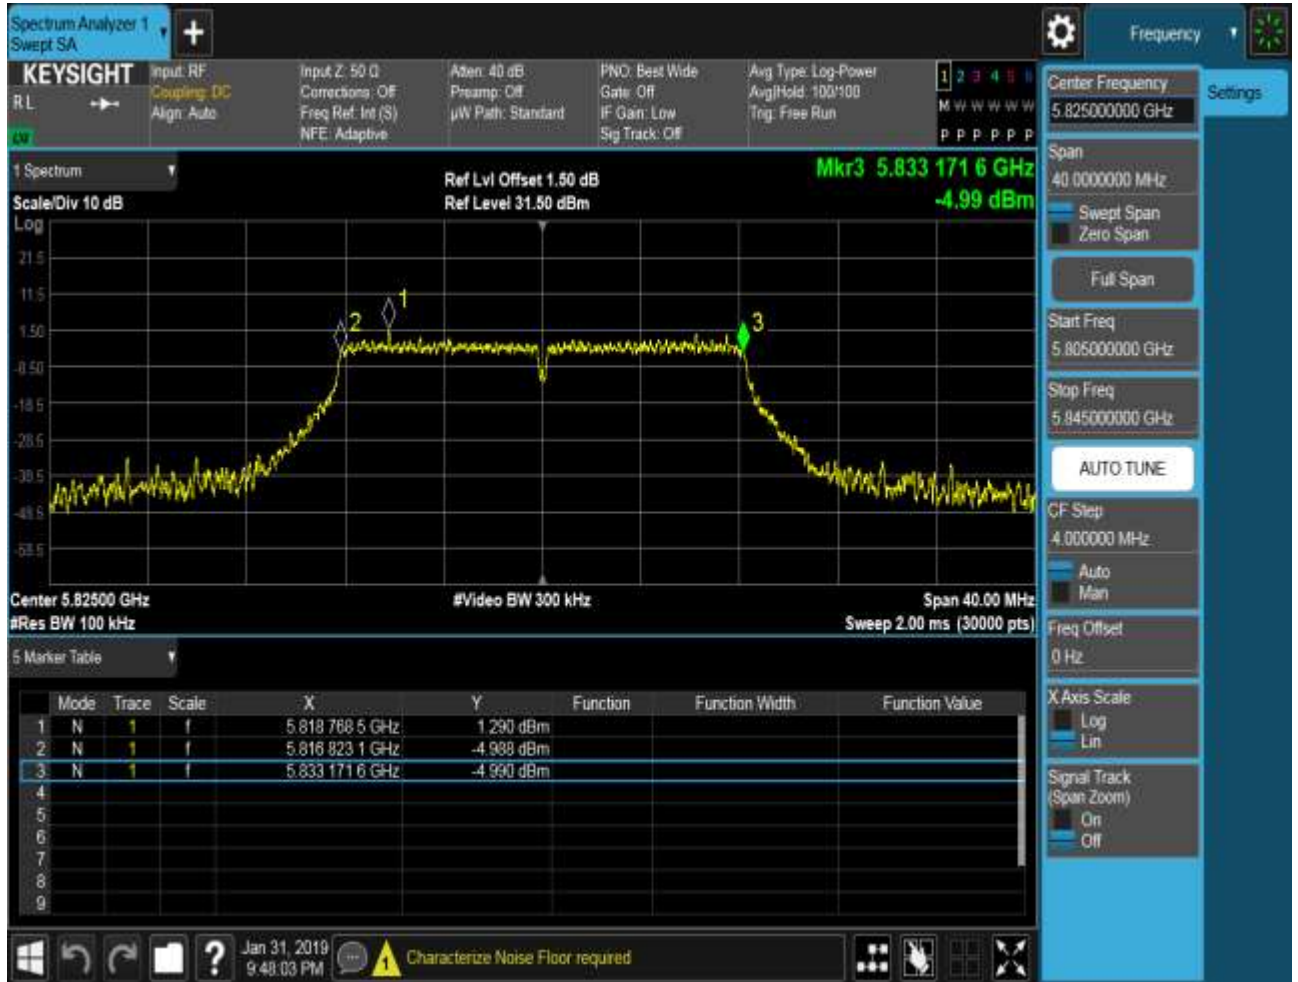 Spectrum Analyzer 1
Swept SA
Frequency
KEYSIGHT
R L
Input: RF
Coupling: DC
Align: Auto
Input Z: 50 Ω
Corrections: Off
Freq Ref: Int (S)
NFE: Adaptive
Atten: 40 dB
Preamp: Off
µW Path: Standard
PNO: Best Wide
Gate: Off
IF Gain: Low
Sig Track: Off
Avg Type: Log-Power
Avg|Hold: 100/100
Trig: Free Run
1 2 3 4 5 6
M W W W W W
P P P P P P
1 Spectrum
Scale/Div 10 dB
Ref Lvl Offset 1.50 dB
Ref Level 31.50 dBm
Mkr3 5.833 171 6 GHz
-4.99 dBm
Log
21.5
11.5
1.50
-8.50
-18.5
-28.5
-38.5
-48.5
-58.5
1
2
3
Center 5.82500 GHz
#Res BW 100 kHz
#Video BW 300 kHz
Span 40.00 MHz
Sweep 2.00 ms (30000 pts)
5 Marker Table
Mode Trace Scale X Y Function Function Width Function Value
1 N 1 f 5.818 768 5 GHz 1.290 dBm
2 N 1 f 5.816 823 1 GHz -4.988 dBm
3 N 1 f 5.833 171 6 GHz -4.990 dBm
4
5
6
7
8
9
Jan 31, 2019
9:48:03 PM
1
Characterize Noise Floor required
Settings
Center Frequency
5.825000000 GHz
Span
40.0000000 MHz
Swept Span
Zero Span
Full Span
Start Freq
5.805000000 GHz
Stop Freq
5.845000000 GHz
AUTO TUNE
CF Step
4.000000 MHz
Auto
Man
Freq Offset
0 Hz
X Axis Scale
Log
Lin
Signal Track
(Span Zoom)
On
Off